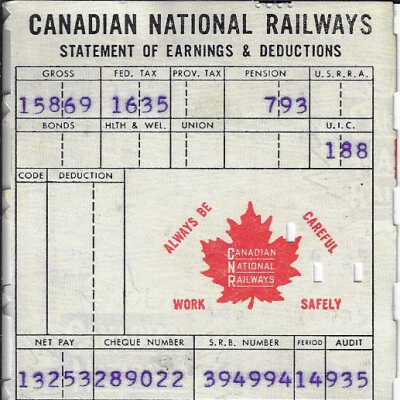 CANADIAN NATIONAL RAILWAYS
STATEMENT OF EARNINGS & DEDUCTIONS
GROSS FED. TAX PROV. TAX PENSION U.S.R.R.A.
15869 1635 793
BONDS HLTH & WEL. UNION U.I.C.
188
CODE DEDUCTION
ALWAYS BE CAREFUL
CANADIAN
NATIONAL
RAILWAYS
WORK SAFELY
NET PAY CHEQUE NUMBER S.R.B. NUMBER PERIOD AUDIT
13253289022 39499414935